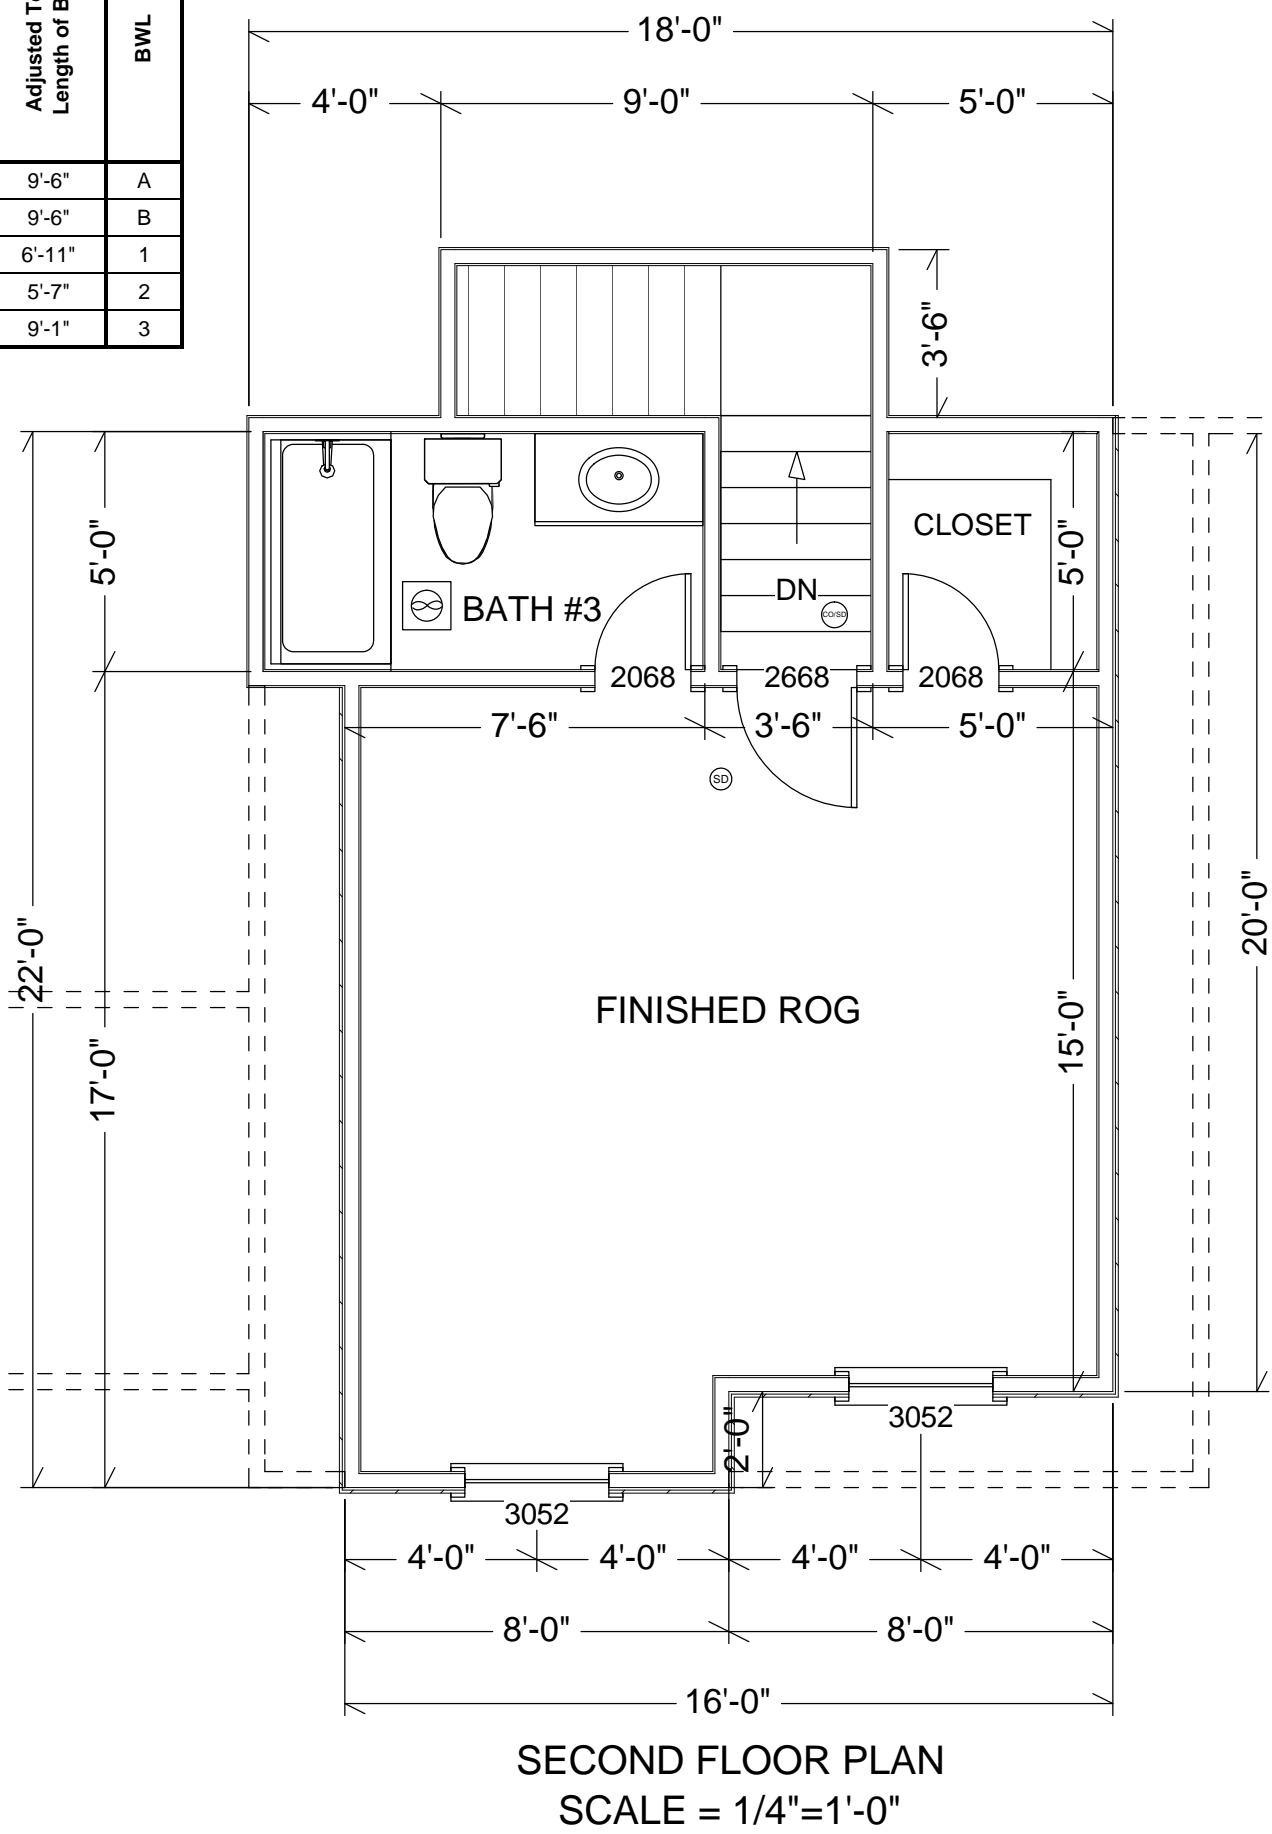 Adjusted T
Length of B
BWL
9'-6" A
9'-6" B
6'-11" 1
5'-7" 2
9'-1" 3
18'-0"
4'-0" 9'-0" 5'-0"
3'-6"
CLOSET
5'-0"
5'-0"
DN
CO/SD
BATH #3
2068 2668 2068
7'-6" 3'-6" 5'-0"
SD
22'-0"
20'-0"
FINISHED ROG
15'-0"
17'-0"
3052
2'-0"
3052
4'-0" 4'-0" 4'-0" 4'-0"
8'-0" 8'-0"
16'-0"
SECOND FLOOR PLAN
SCALE = 1/4"=1'-0"